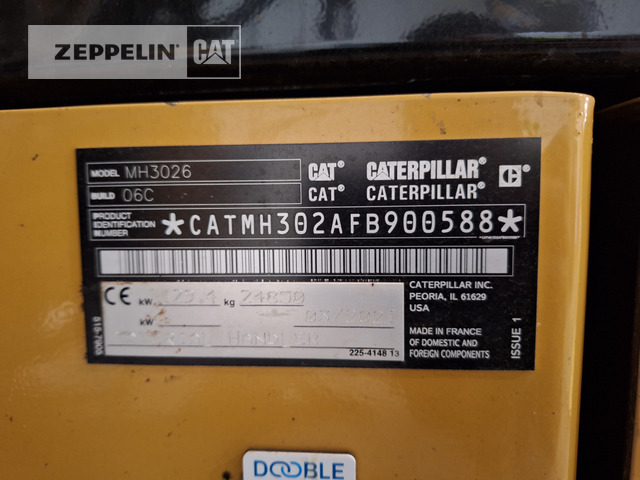 ZEPPELIN CAT
MODEL MH3026
BUILD 06C
CAT® CATERPILLAR®
CAT® CATERPILLAR®
PRODUCT IDENTIFICATION NUMBER
*CATMH302AFB900588*
CE
kW kg 24850
kW
CATERPILLAR INC.
PEORIA, IL 61629
USA
MADE IN FRANCE
OF DOMESTIC AND
FOREIGN COMPONENTS
ISSUE 1
225-4148 13
DOOBLE